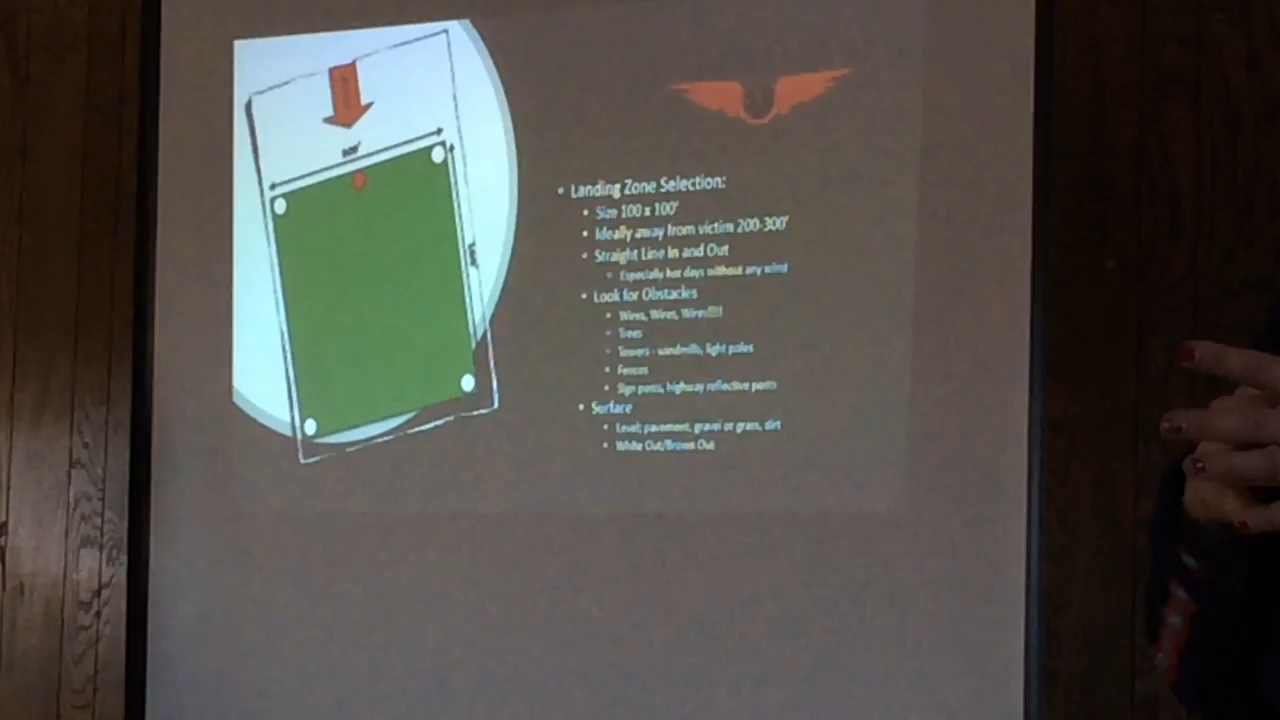 100'
Landing Zone Selection:
Size 100 x 100'
Ideally away from victim 200-300'
Straight Line In and Out
Especially hot days without any wind
Look for Obstacles
Wires, Wires, Wires!!!!
Trees
Towers - windmills, light poles
Fences
Sign posts, highway reflective posts
Surface
Level; pavement, gravel or grass, dirt
White Out/Brown Out